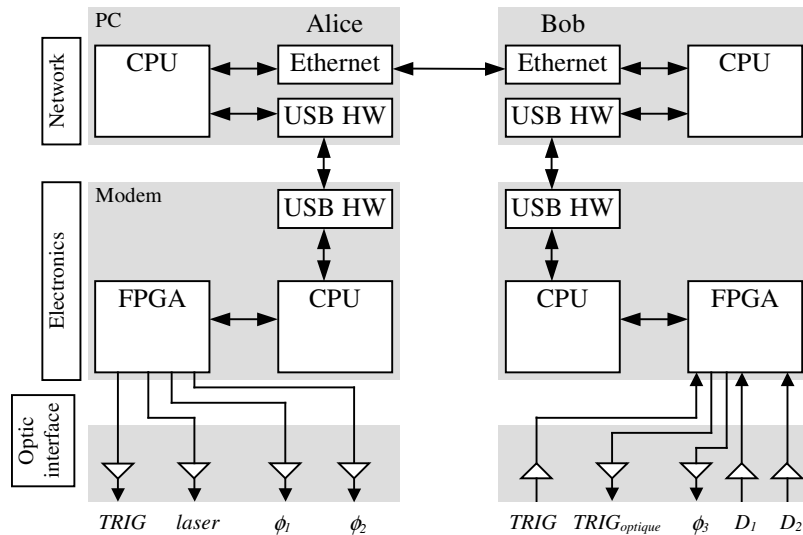 PC
Alice
Bob
CPU
Ethernet
Ethernet
CPU
USB HW
USB HW
Network
Modem
USB HW
USB HW
Electronics
FPGA
CPU
CPU
FPGA
Optic
interface
TRIG
laser
ϕ1
ϕ2
TRIG
TRIGoptique
ϕ3
D1
D2